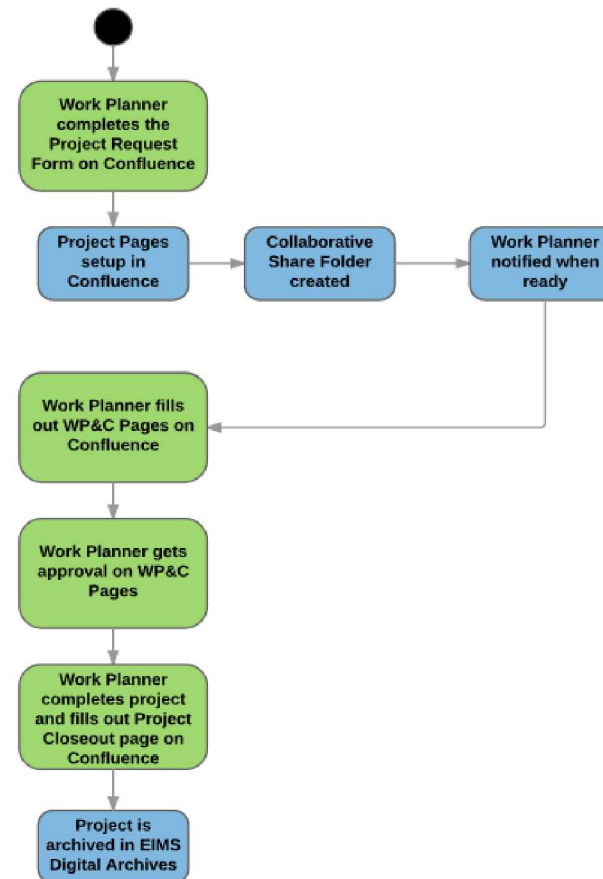 Work Planner
completes the
Project Request
Form on Confluence
Project Pages
setup in
Confluence
Collaborative
Share Folder
created
Work Planner
notified when
ready
Work Planner fills
out WP&C Pages on
Confluence
Work Planner gets
approval on WP&C
Pages
Work Planner
completes project
and fills out Project
Closeout page on
Confluence
Project is
archived in EIMS
Digital Archives